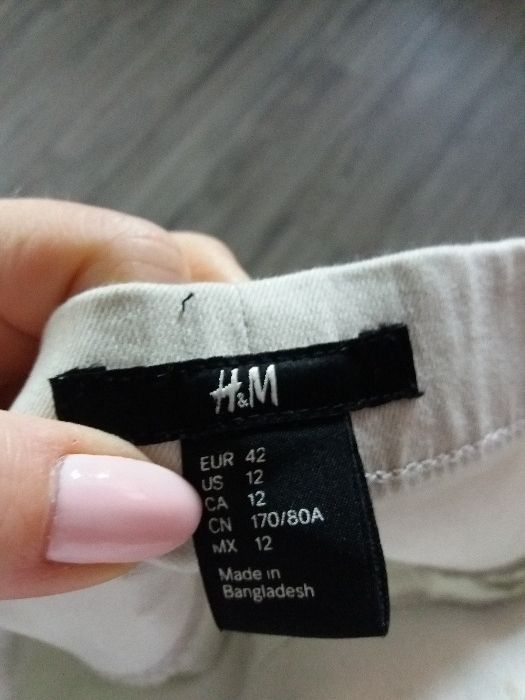 H&M
EUR 42
US 12
CA 12
CN 170/80A
MX 12
Made in
Bangladesh